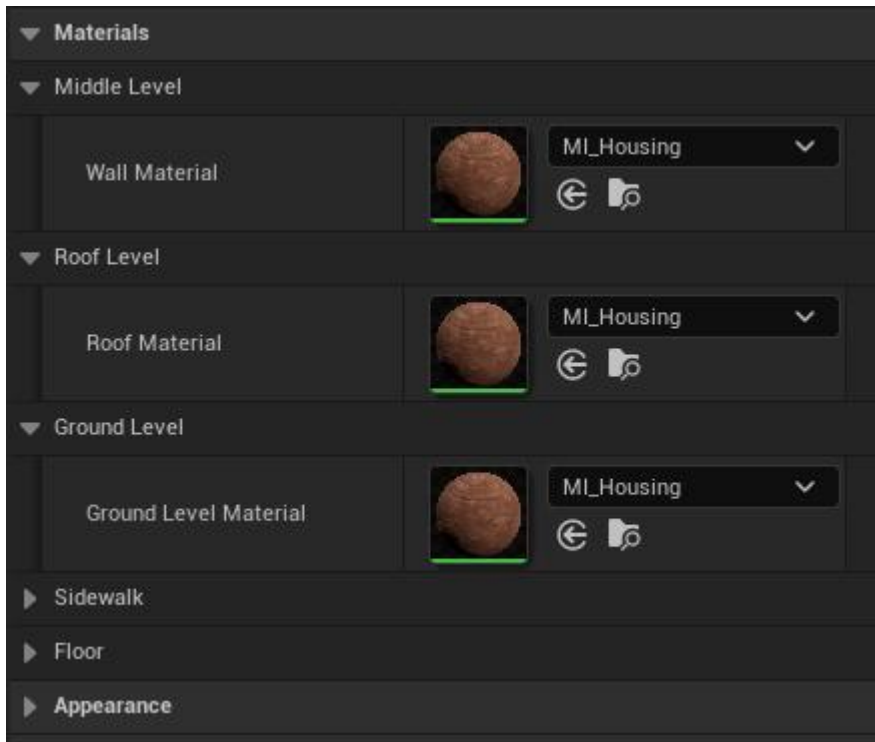 Materials
Middle Level
Wall Material
MI_Housing
Roof Level
Roof Material
MI_Housing
Ground Level
Ground Level Material
MI_Housing
Sidewalk
Floor
Appearance